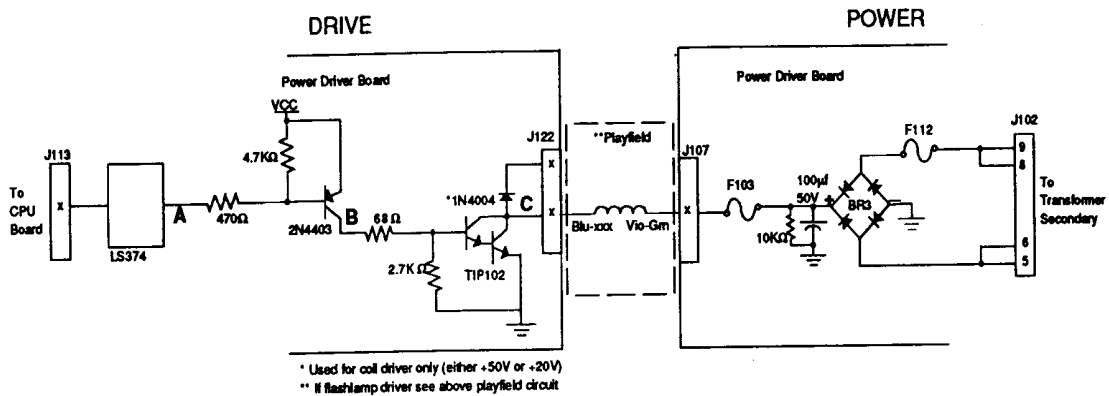 DRIVE
POWER
Power Driver Board
Power Driver Board
VCC
J113
To
CPU
Board
x
LS374
A
470Ω
4.7KΩ
2N4403
B
68Ω
2.7KΩ
*1N4004
TIP102
C
J122
x
x
**Playfield
Blu-xxx
Vio-Grn
J107
x
F103
100µf
50V
10KΩ
+
BR3
F112
J102
9
8
6
5
To
Transformer
Secondary
* Used for coil driver only (either +50V or +20V)
** If flashlamp driver see above playfield circuit